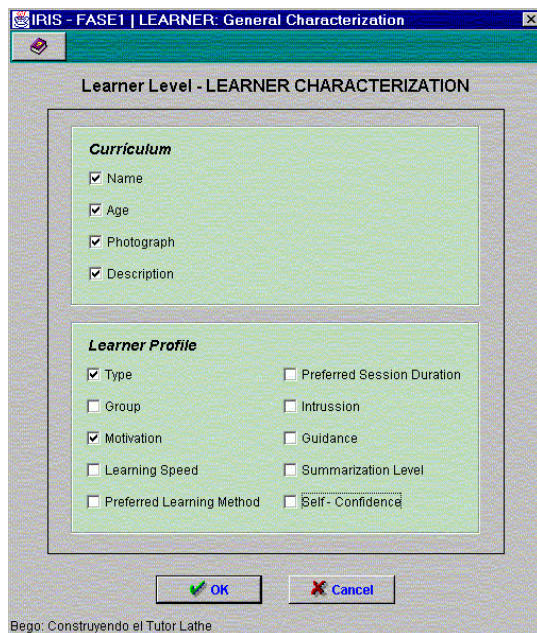 IRIS - FASE1 | LEARNER: General Characterization
Learner Level - LEARNER CHARACTERIZATION
Currículum
Name
Age
Photograph
Description
Learner Profile
Type
Preferred Session Duration
Group
Intrussion
Motivation
Guidance
Learning Speed
Summarization Level
Preferred Learning Method
Self - Confidence
OK
Cancel
Bego: Construyendo el Tutor Lathe